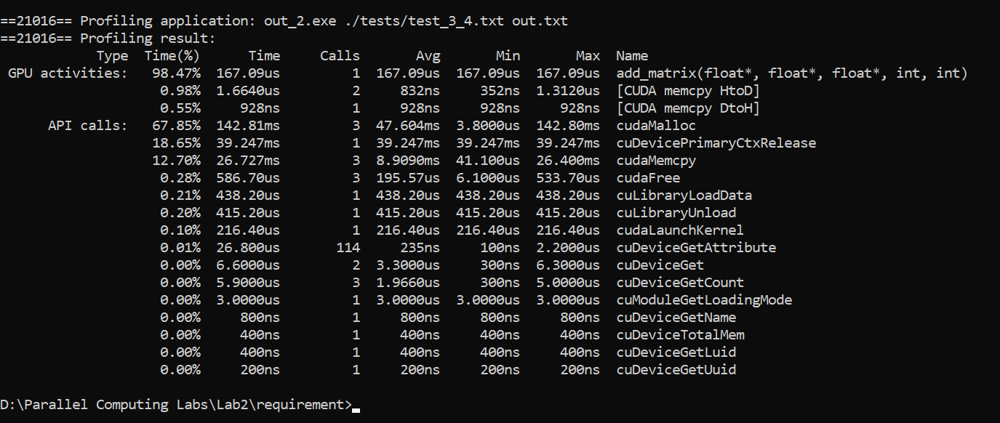 ==21016== Profiling application: out_2.exe ./tests/test_3_4.txt out.txt
==21016== Profiling result:
            Type  Time(%)      Time     Calls       Avg       Min       Max  Name
 GPU activities:   98.47%  167.09us         1  167.09us  167.09us  167.09us  add_matrix(float*, float*, float*, int, int)
                    0.98%  1.6640us         2     832ns     352ns  1.3120us  [CUDA memcpy HtoD]
                    0.55%     928ns         1     928ns     928ns     928ns  [CUDA memcpy DtoH]
      API calls:   67.85%  142.81ms         3  47.604ms  3.8000us  142.80ms  cudaMalloc
                   18.65%  39.247ms         1  39.247ms  39.247ms  39.247ms  cuDevicePrimaryCtxRelease
                   12.70%  26.727ms         3  8.9090ms  41.100us  26.400ms  cudaMemcpy
                    0.28%  586.70us         3  195.57us  6.1000us  533.70us  cudaFree
                    0.21%  438.20us         1  438.20us  438.20us  438.20us  cuLibraryLoadData
                    0.20%  415.20us         1  415.20us  415.20us  415.20us  cuLibraryUnload
                    0.10%  216.40us         1  216.40us  216.40us  216.40us  cudaLaunchKernel
                    0.01%  26.800us       114     235ns     100ns  2.2000us  cuDeviceGetAttribute
                    0.00%  6.6000us         2  3.3000us     300ns  6.3000us  cuDeviceGet
                    0.00%  5.9000us         3  1.9660us     300ns  5.0000us  cuDeviceGetCount
                    0.00%  3.0000us         1  3.0000us  3.0000us  3.0000us  cuModuleGetLoadingMode
                    0.00%     800ns         1     800ns     800ns     800ns  cuDeviceGetName
                    0.00%     400ns         1     400ns     400ns     400ns  cuDeviceTotalMem
                    0.00%     400ns         1     400ns     400ns     400ns  cuDeviceGetLuid
                    0.00%     200ns         1     200ns     200ns     200ns  cuDeviceGetUuid
D:\Parallel Computing Labs\Lab2\requirement>